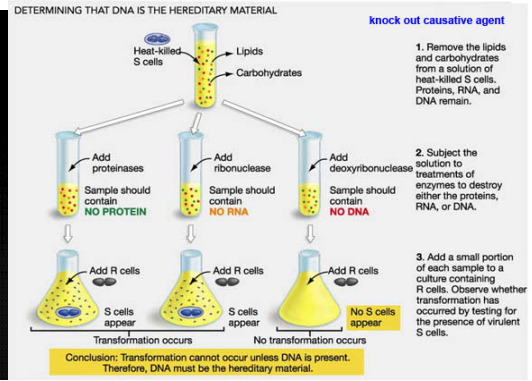 DETERMINING THAT DNA IS THE HEREDITARY MATERIAL
knock out causative agent
Heat-killed
S cells
Lipids
Carbohydrates
1. Remove the lipids
and carbohydrates
from a solution of
heat-killed S cells.
Proteins, RNA, and
DNA remain.
Add
proteinases
Sample should
contain
NO PROTEIN
Add
ribonuclease
Sample should
contain
NO RNA
Add
deoxyribonuclease
Sample should
contain
NO DNA
2. Subject the
solution to
treatments of
enzymes to destroy
either the proteins,
RNA, or DNA.
Add R cells
S cells
appear
Add R cells
S cells
appear
Add R cells
No S cells
appear
3. Add a small portion
of each sample to a
culture containing
R cells. Observe whether
transformation has
occurred by testing for
the presence of virulent
S cells.
Transformation occurs
No transformation occurs
Conclusion: Transformation cannot occur unless DNA is present.
Therefore, DNA must be the hereditary material.